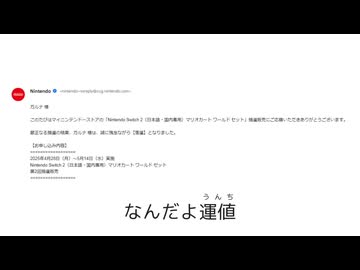 Nintendo
Nintendo <nintendo-noreply@ccg.nintendo.com>
ガルナ 様
このたびはマイニンテンドーストアの「Nintendo Switch 2（日本語・国内専用）マリオカート ワールド セット」抽選販売にご応募いただきありがとうございます。
厳正なる抽選の結果、ガルナ 様は、誠に残念ながら【落選】となりました。
【お申し込み内容】
====================
2025年4月28日（月）～5月14日（水）実施
Nintendo Switch 2（日本語・国内専用）マリオカート ワールド セット
第2回抽選販売
====================
うんち
なんだよ運値